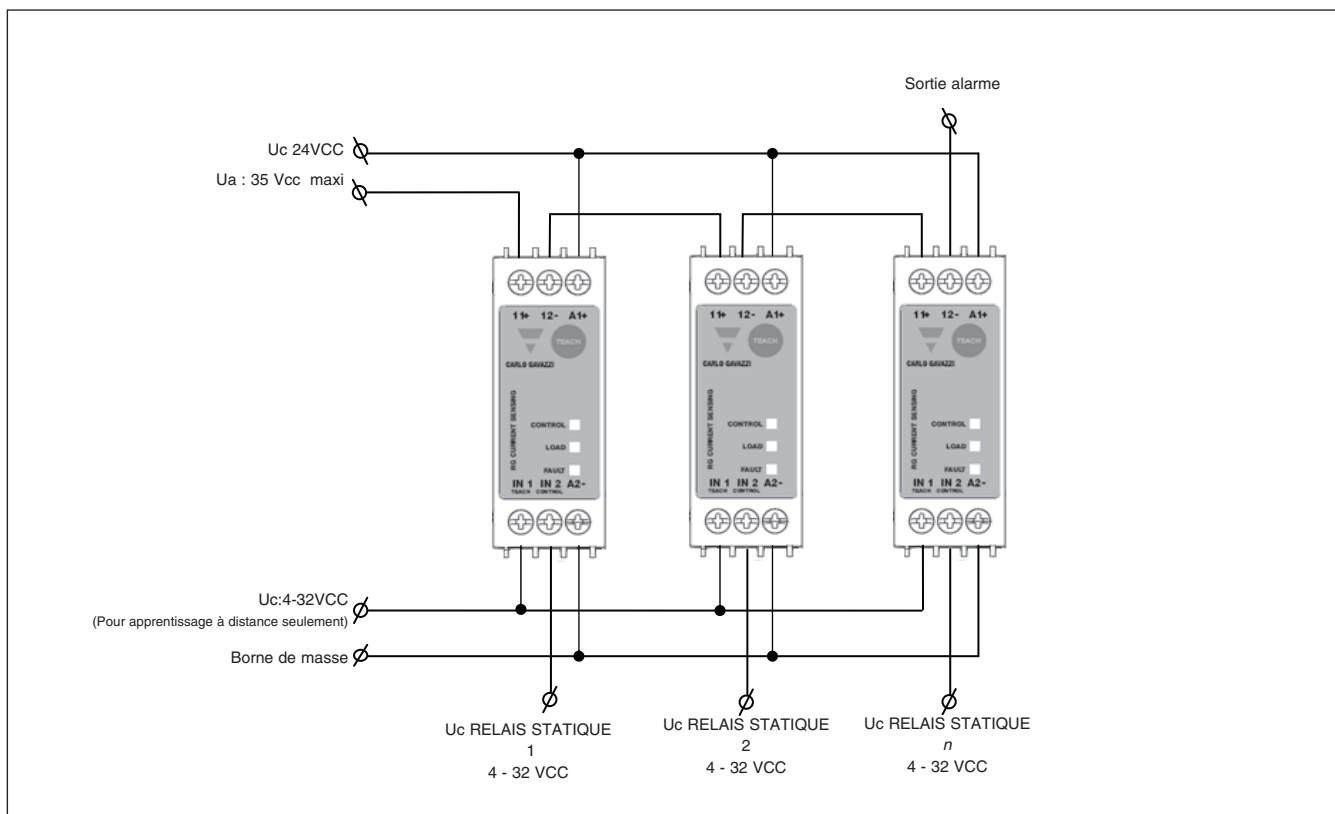 Sortie alarme
Uc 24VCC
Ua : 35 Vcc maxi
11+ 12- A1+
TEACH
CARLO GAVAZZI
RG CURRENT SENSING
CONTROL
LOAD
FAULT
IN 1 IN 2 A2-
TEACH CONTROL
11+ 12- A1+
TEACH
CARLO GAVAZZI
RG CURRENT SENSING
CONTROL
LOAD
FAULT
IN 1 IN 2 A2-
TEACH CONTROL
11+ 12- A1+
TEACH
CARLO GAVAZZI
RG CURRENT SENSING
CONTROL
LOAD
FAULT
IN 1 IN 2 A2-
TEACH CONTROL
Uc:4-32VCC
(Pour apprentissage à distance seulement)
Borne de masse
Uc RELAIS STATIQUE
1
4 - 32 VCC
Uc RELAIS STATIQUE
2
4 - 32 VCC
Uc RELAIS STATIQUE
n
4 - 32 VCC